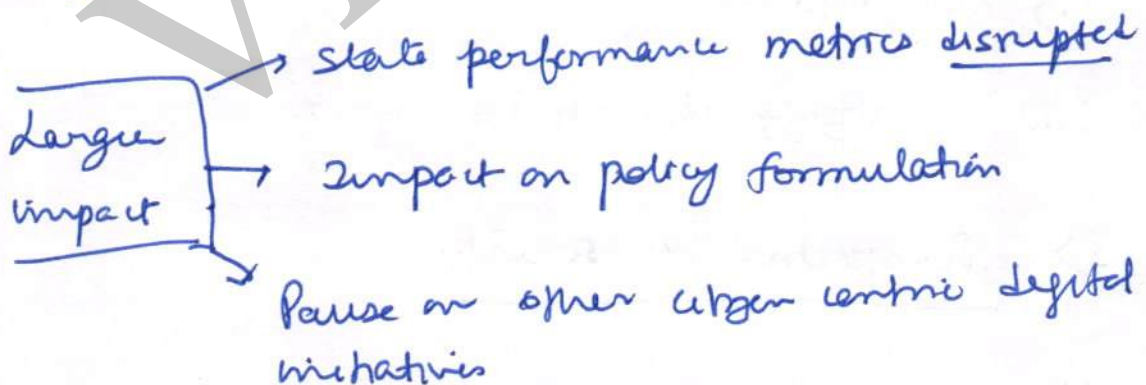 Larger
impact
→ State performance metrics disrupted
→ Impact on policy formulation
→ Pause on other citizen centric digital
initiatives